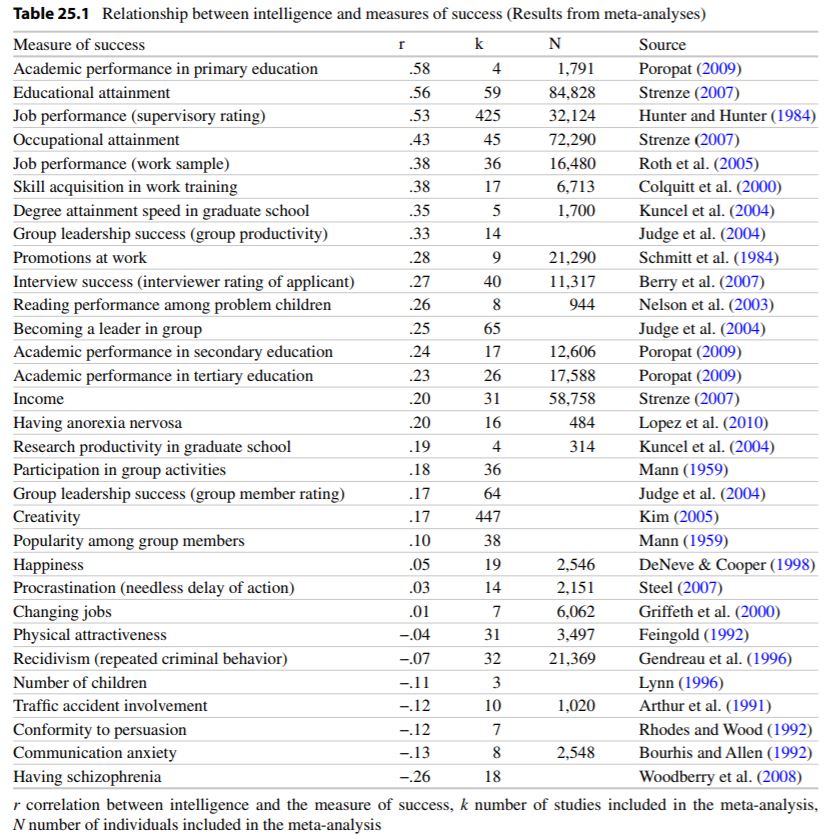 Table 25.1 Relationship between intelligence and measures of success (Results from meta-analyses)
Measure of success r k N Source
Academic performance in primary education .58 4 1,791 Poropat (2009)
Educational attainment .56 59 84,828 Strenze (2007)
Job performance (supervisory rating) .53 425 32,124 Hunter and Hunter (1984)
Occupational attainment .43 45 72,290 Strenze (2007)
Job performance (work sample) .38 36 16,480 Roth et al. (2005)
Skill acquisition in work training .38 17 6,713 Colquitt et al. (2000)
Degree attainment speed in graduate school .35 5 1,700 Kuncel et al. (2004)
Group leadership success (group productivity) .33 14 Judge et al. (2004)
Promotions at work .28 9 21,290 Schmitt et al. (1984)
Interview success (interviewer rating of applicant) .27 40 11,317 Berry et al. (2007)
Reading performance among problem children .26 8 944 Nelson et al. (2003)
Becoming a leader in group .25 65 Judge et al. (2004)
Academic performance in secondary education .24 17 12,606 Poropat (2009)
Academic performance in tertiary education .23 26 17,588 Poropat (2009)
Income .20 31 58,758 Strenze (2007)
Having anorexia nervosa .20 16 484 Lopez et al. (2010)
Research productivity in graduate school .19 4 314 Kuncel et al. (2004)
Participation in group activities .18 36 Mann (1959)
Group leadership success (group member rating) .17 64 Judge et al. (2004)
Creativity .17 447 Kim (2005)
Popularity among group members .10 38 Mann (1959)
Happiness .05 19 2,546 DeNeve & Cooper (1998)
Procrastination (needless delay of action) .03 14 2,151 Steel (2007)
Changing jobs .01 7 6,062 Griffeth et al. (2000)
Physical attractiveness −.04 31 3,497 Feingold (1992)
Recidivism (repeated criminal behavior) −.07 32 21,369 Gendreau et al. (1996)
Number of children −.11 3 Lynn (1996)
Traffic accident involvement −.12 10 1,020 Arthur et al. (1991)
Conformity to persuasion −.12 7 Rhodes and Wood (1992)
Communication anxiety −.13 8 2,548 Bourhis and Allen (1992)
Having schizophrenia −.26 18 Woodberry et al. (2008)
r correlation between intelligence and the measure of success, k number of studies included in the meta-analysis,
N number of individuals included in the meta-analysis